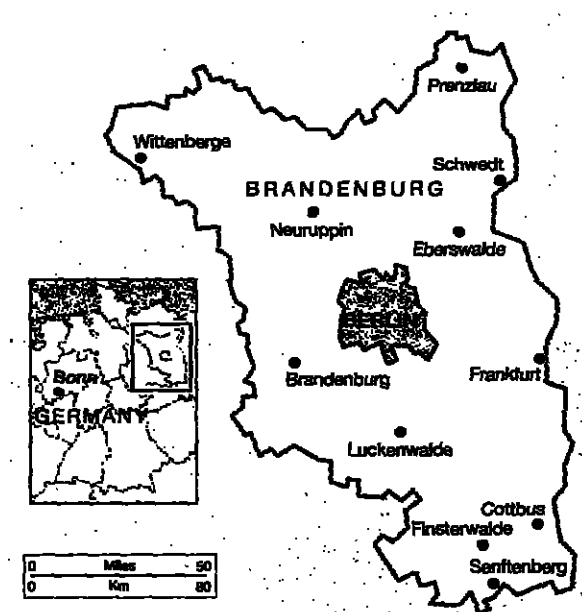 Prenzlau
Wittenberge
Schwedt
BRANDENBURG
Neuruppin
Eberswalde
BERLIN
Bonn
GERMANY
Brandenburg
Frankfurt
Luckenwalde
Cottbus
Finsterwalde
Senftenberg
0 Miles 50
0 Km 80